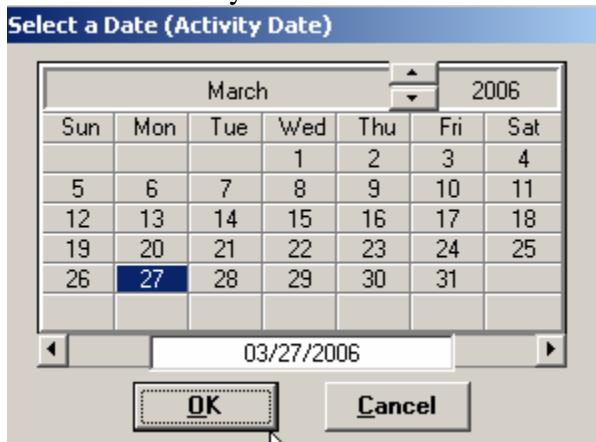 Select a Date (Activity Date)
March 2006
Sun Mon Tue Wed Thu Fri Sat
1 2 3 4
5 6 7 8 9 10 11
12 13 14 15 16 17 18
19 20 21 22 23 24 25
26 27 28 29 30 31
03/27/2006
OK Cancel